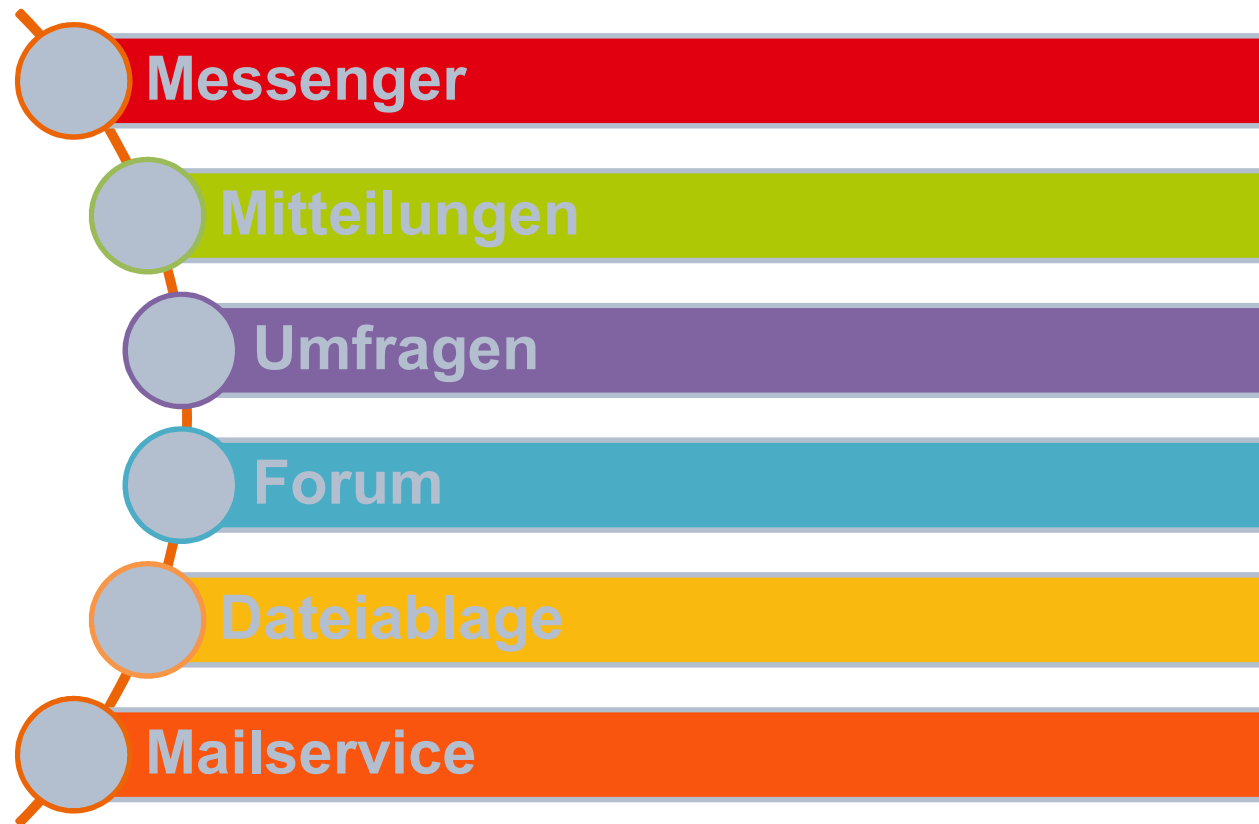 Messenger
Mitteilungen
Umfragen
Forum
Dateiablage
Mailservice